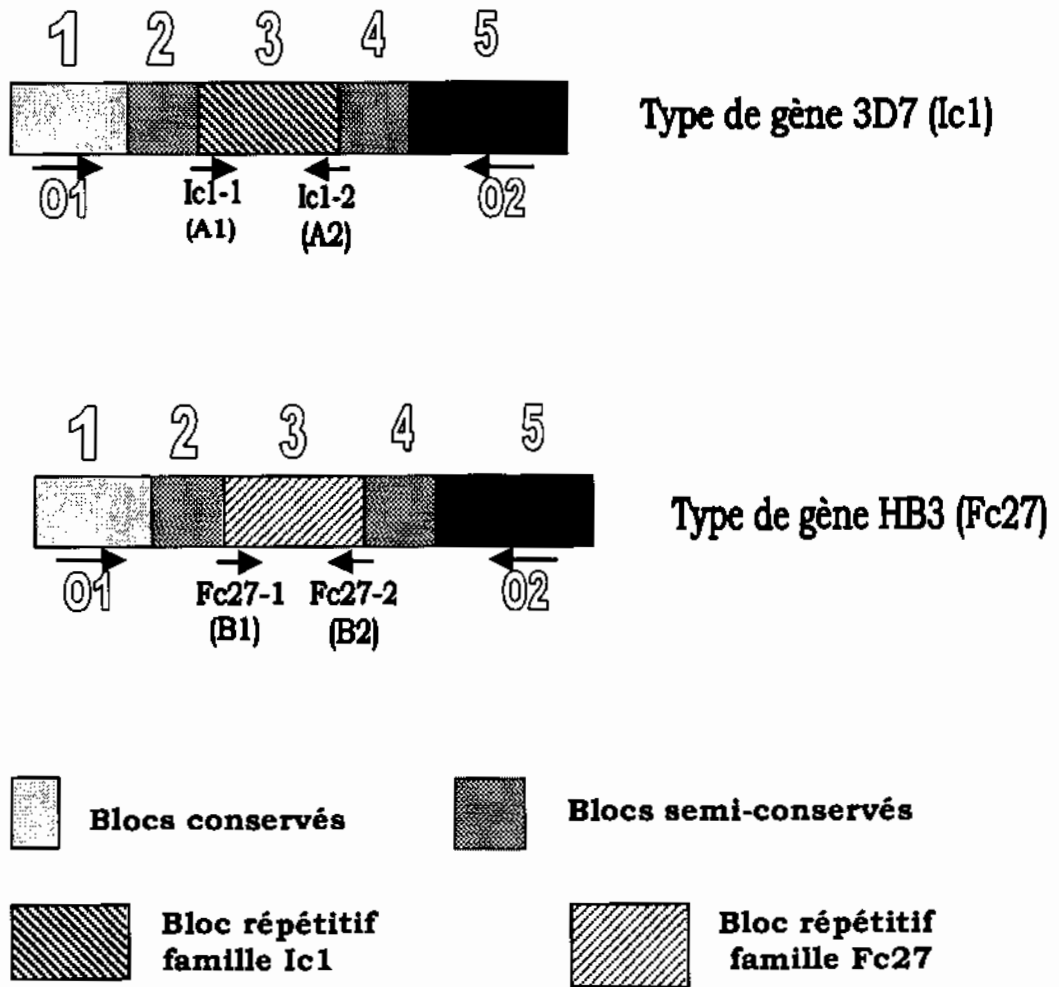 1 2 3 4 5
Type de gène 3D7 (Ic1)
O1 Ic1-1 Ic1-2 O2
(A1) (A2)
1 2 3 4 5
Type de gène HB3 (Fc27)
O1 Fc27-1 Fc27-2 O2
(B1) (B2)
Blocs conservés
Blocs semi-conservés
Bloc répétitif
famille Ic1
Bloc répétitif
famille Fc27